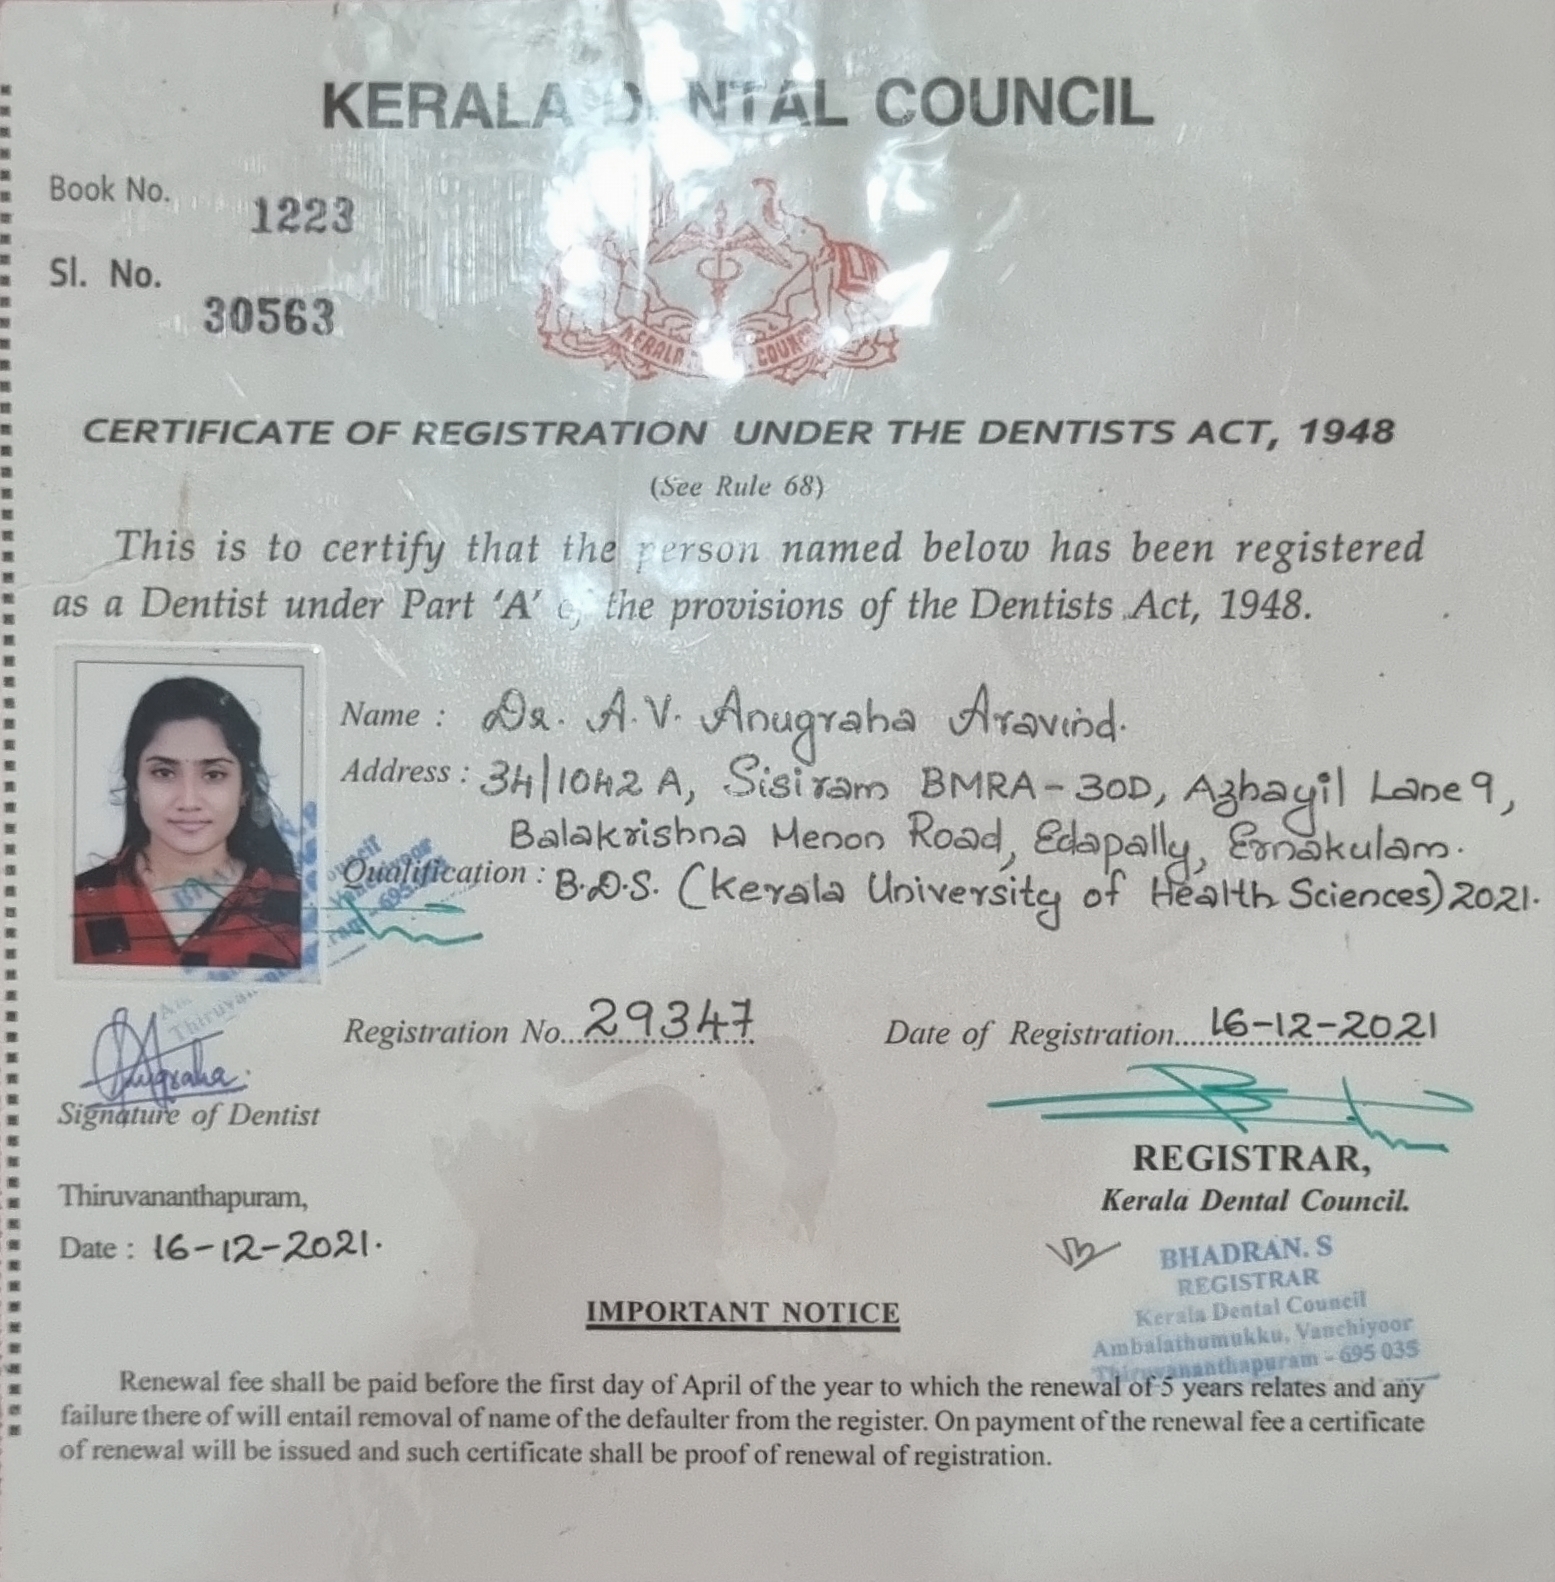 KERALA DENTAL COUNCIL
Book No. 1223
Sl. No. 30563
KERALA COUNCIL
CERTIFICATE OF REGISTRATION UNDER THE DENTISTS ACT, 1948
(See Rule 68)
This is to certify that the person named below has been registered
as a Dentist under Part 'A' of the provisions of the Dentists Act, 1948.
Name : Dr. A.V. Anugraha Aravind.
Address : 34/1042 A, Sisiram BMRA-30D, Azhayil Lane 9,
Balakrishna Menon Road, Edapally, Ernakulam.
Qualification : B.D.S. (Kerala University of Health Sciences) 2021.
Registration No... 29347
Date of Registration.... 16-12-2021
Anugraha.
Signature of Dentist
REGISTRAR,
Kerala Dental Council.
Thiruvananthapuram,
Date : 16-12-2021.
BHADRAN. S
REGISTRAR
Kerala Dental Council
Ambalathumukku, Vanchiyoor
Thiruvananthapuram - 695 035
IMPORTANT NOTICE
Renewal fee shall be paid before the first day of April of the year to which the renewal of 5 years relates and any
failure there of will entail removal of name of the defaulter from the register. On payment of the renewal fee a certificate
of renewal will be issued and such certificate shall be proof of renewal of registration.